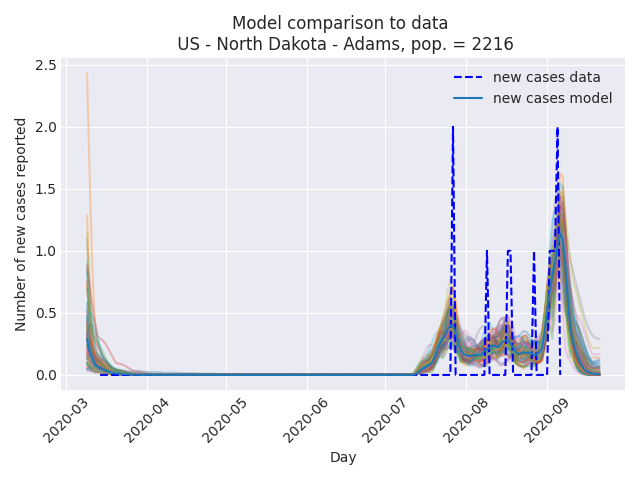 Model comparison to data
US - North Dakota - Adams, pop. = 2216
new cases data
new cases model
Number of new cases reported
2.5
2.0
1.5
1.0
0.5
0.0
2020-03
2020-04
2020-05
2020-06
2020-07
2020-08
2020-09
Day